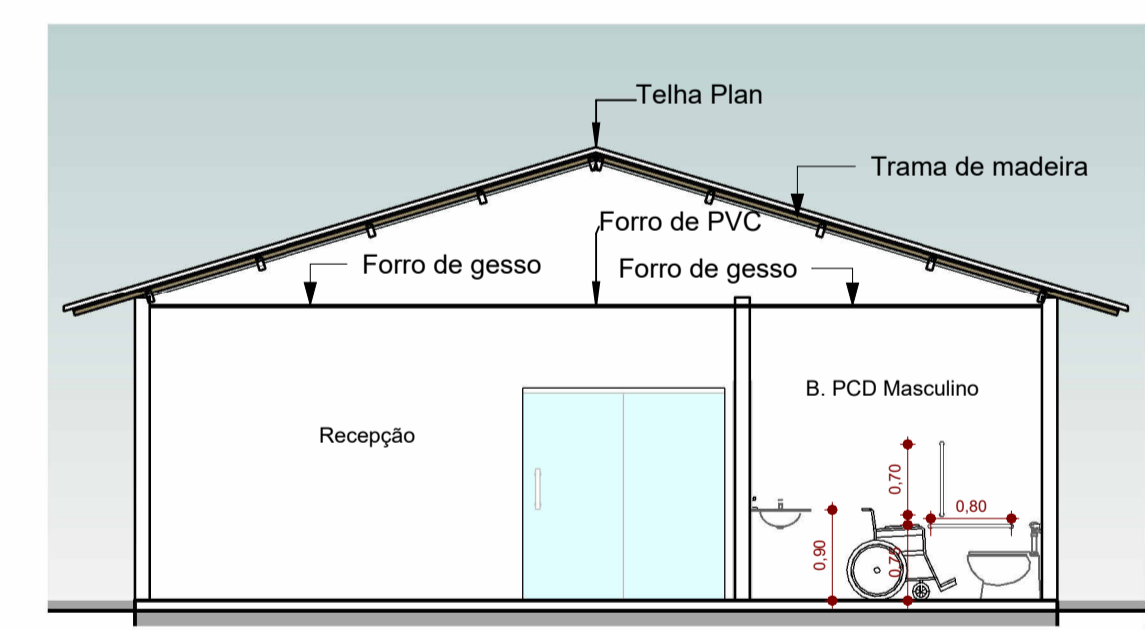 Telha Plan
Trama de madeira
Forro de PVC
Forro de gesso
Forro de gesso
B. PCD Masculino
Recepção
0,70
0,80
0,90
0,75